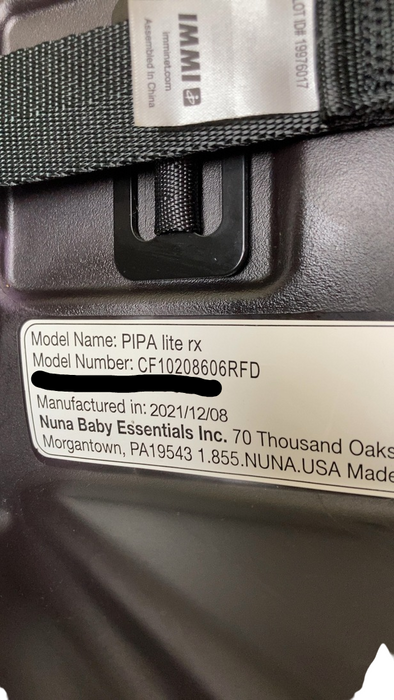 IMMI
imminet.com
Assembled In China
LOT ID# 19976017
Model Name: PIPA lite rx
Model Number: CF10208606RFD
Manufactured in: 2021/12/08
Nuna Baby Essentials Inc. 70 Thousand Oaks
Morgantown, PA19543 1.855.NUNA.USA Made